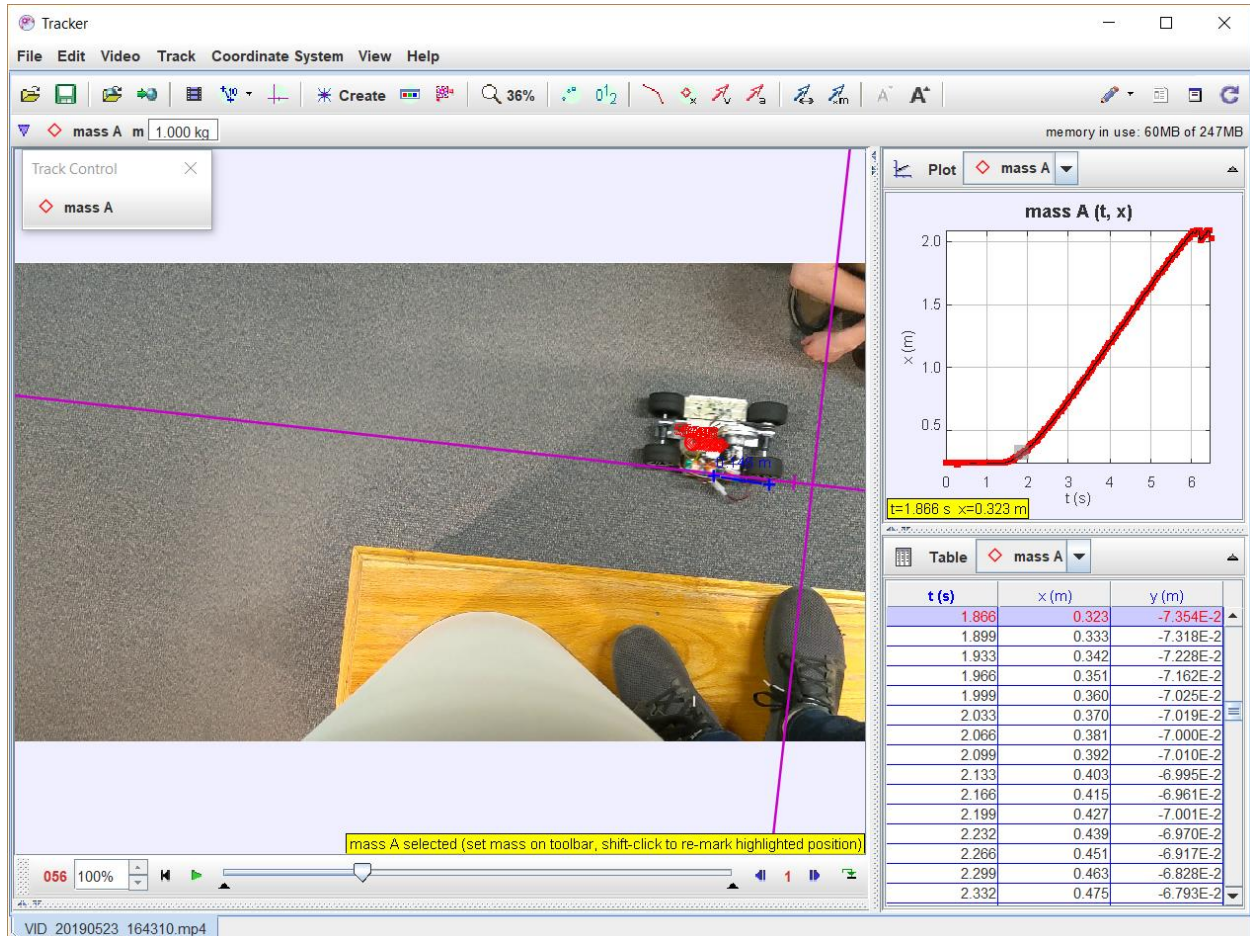 Tracker
File Edit Video Track Coordinate System View Help
Create 36%
mass A m 1.000 kg
memory in use: 60MB of 247MB
Track Control
mass A
Plot mass A
mass A (t, x)
2.0
1.5
1.0
0.5
x (m)
0 1 2 3 4 5 6
t (s)
t=1.866 s x=0.323 m
Table mass A
t (s) x (m) y (m)
1.866 0.323 -7.354E-2
1.899 0.333 -7.318E-2
1.933 0.342 -7.228E-2
1.966 0.351 -7.162E-2
1.999 0.360 -7.025E-2
2.033 0.370 -7.019E-2
2.066 0.381 -7.000E-2
2.099 0.392 -7.010E-2
2.133 0.403 -6.995E-2
2.166 0.415 -6.961E-2
2.199 0.427 -7.001E-2
2.232 0.439 -6.970E-2
2.266 0.451 -6.917E-2
2.299 0.463 -6.828E-2
2.332 0.475 -6.793E-2
mass A selected (set mass on toolbar, shift-click to re-mark highlighted position)
056 100% 1
VID_20190523_164310.mp4